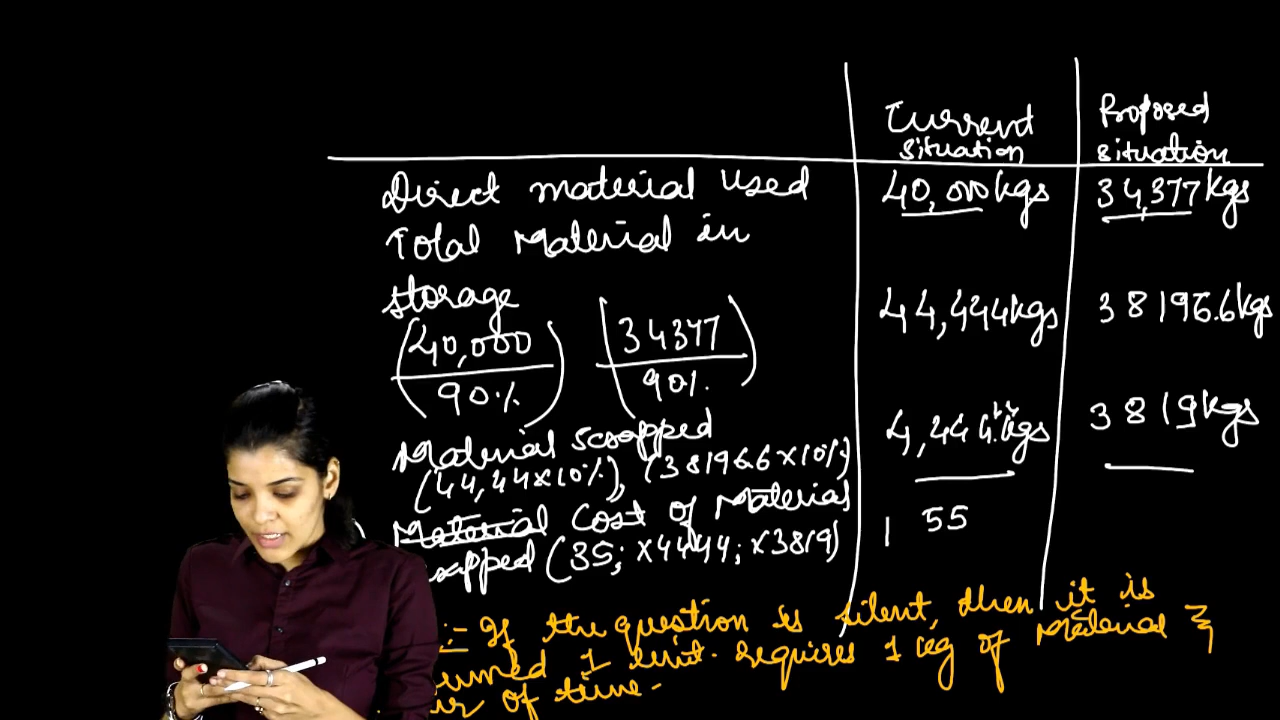 Current
Proposed
situation
situation
Direct material used
40,000kgs
34,377kgs
Total Material in
storage
44,444kgs
38196.6kgs
(40,000 / 90%)
(34377 / 90%)
Material scrapped
4,444.44kgs
3819kgs
(44,44×10%), (38196.6×10%)
Material Cost of Material
(35; ×4444; ×3819)
1 55
:- If the question is silent, then it is
1 unit requires 1 kg of Material &
of time.